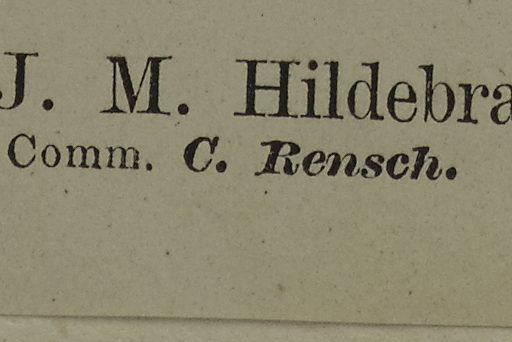 J. M. Hildebra
Comm. C. Rensch.